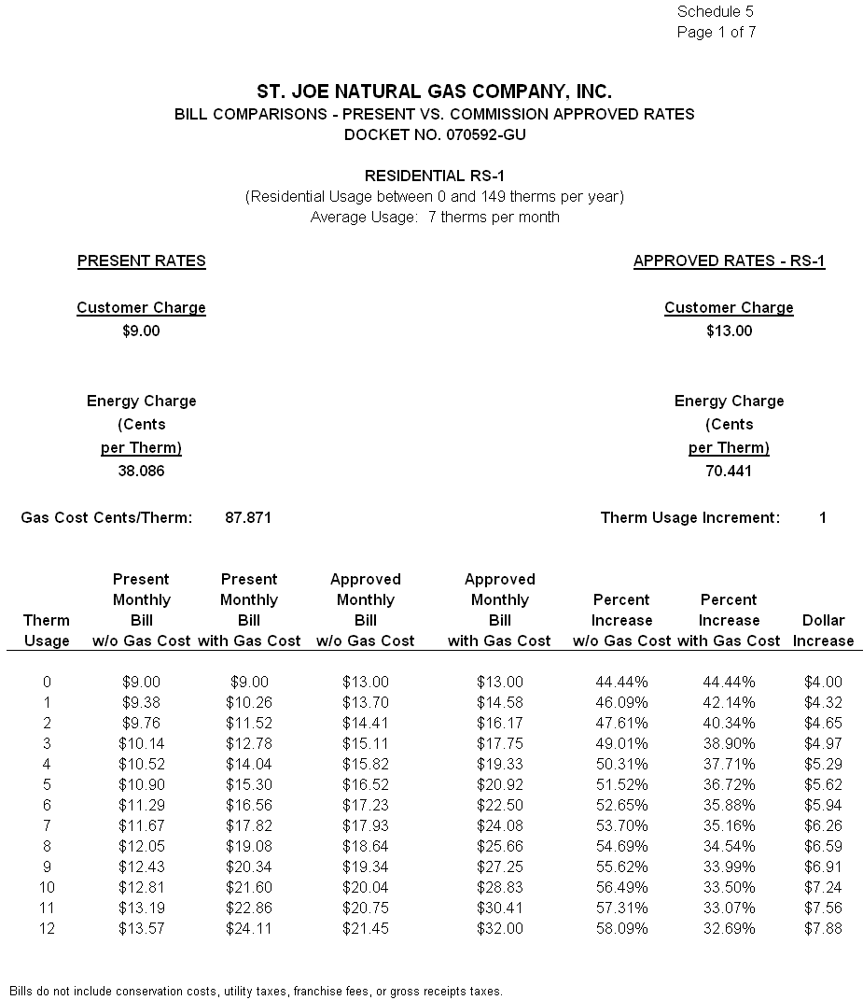 Schedule 5
Page 1 of 7
ST. JOE NATURAL GAS COMPANY, INC.
BILL COMPARISONS - PRESENT VS. COMMISSION APPROVED RATES
DOCKET NO. 070592-GU
RESIDENTIAL RS-1
(Residential Usage between 0 and 149 therms per year)
Average Usage: 7 therms per month
PRESENT RATES APPROVED RATES - RS-1
Customer Charge Customer Charge
$9.00 $13.00
Energy Charge Energy Charge
(Cents (Cents
per Therm) per Therm)
38.086 70.441
Gas Cost Cents/Therm: 87.871 Therm Usage Increment: 1
Present Present Approved Approved
Monthly Monthly Monthly Monthly Percent Percent
Therm Bill Bill Bill Bill Increase Increase Dollar
Usage w/o Gas Cost with Gas Cost w/o Gas Cost with Gas Cost w/o Gas Cost with Gas Cost Increase
0 $9.00 $9.00 $13.00 $13.00 44.44% 44.44% $4.00
1 $9.38 $10.26 $13.70 $14.58 46.09% 42.14% $4.32
2 $9.76 $11.52 $14.41 $16.17 47.61% 40.34% $4.65
3 $10.14 $12.78 $15.11 $17.75 49.01% 38.90% $4.97
4 $10.52 $14.04 $15.82 $19.33 50.31% 37.71% $5.29
5 $10.90 $15.30 $16.52 $20.92 51.52% 36.72% $5.62
6 $11.29 $16.56 $17.23 $22.50 52.65% 35.88% $5.94
7 $11.67 $17.82 $17.93 $24.08 53.70% 35.16% $6.26
8 $12.05 $19.08 $18.64 $25.66 54.69% 34.54% $6.59
9 $12.43 $20.34 $19.34 $27.25 55.62% 33.99% $6.91
10 $12.81 $21.60 $20.04 $28.83 56.49% 33.50% $7.24
11 $13.19 $22.86 $20.75 $30.41 57.31% 33.07% $7.56
12 $13.57 $24.11 $21.45 $32.00 58.09% 32.69% $7.88
Bills do not include conservation costs, utility taxes, franchise fees, or gross receipts taxes.